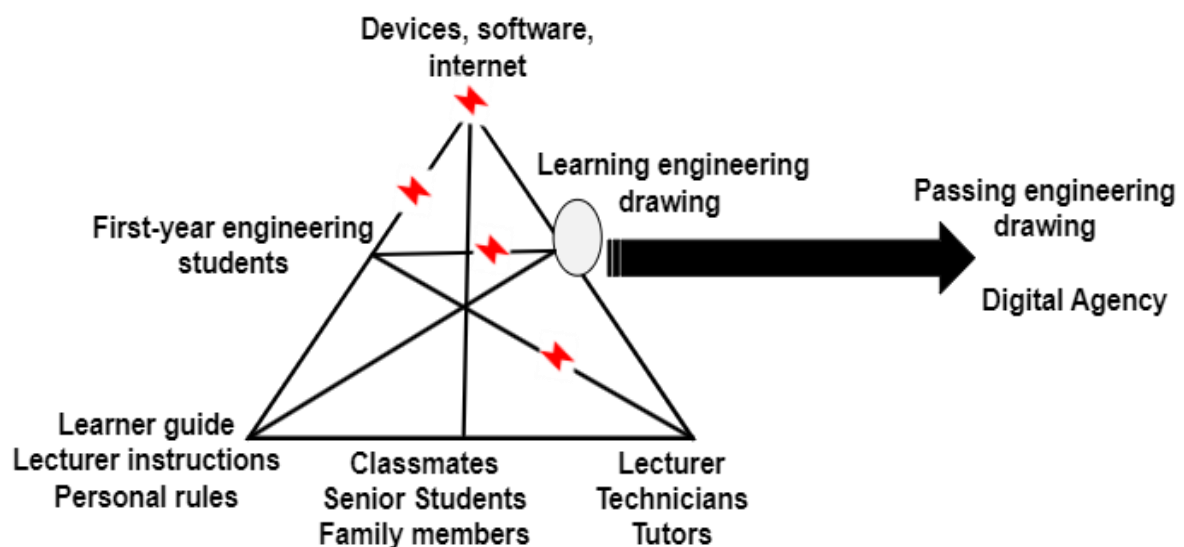 Devices, software,
internet
Learning engineering
drawing
Passing engineering
drawing
First-year engineering
students
Digital Agency
Learner guide
Lecturer instructions
Personal rules
Classmates
Senior Students
Family members
Lecturer
Technicians
Tutors